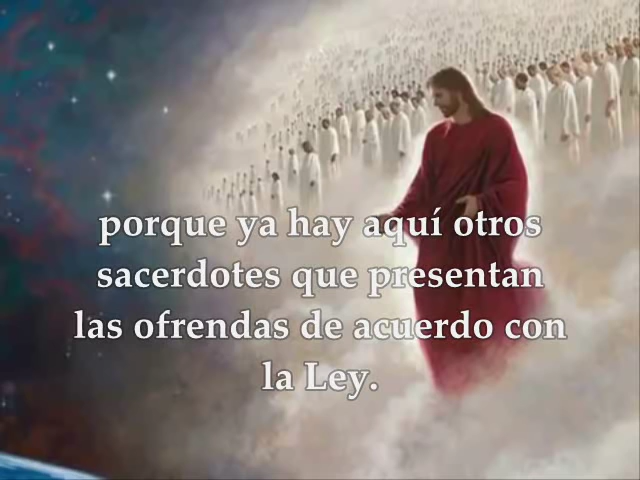 porque ya hay aquí otros
sacerdotes que presentan
las ofrendas de acuerdo con
la Ley.